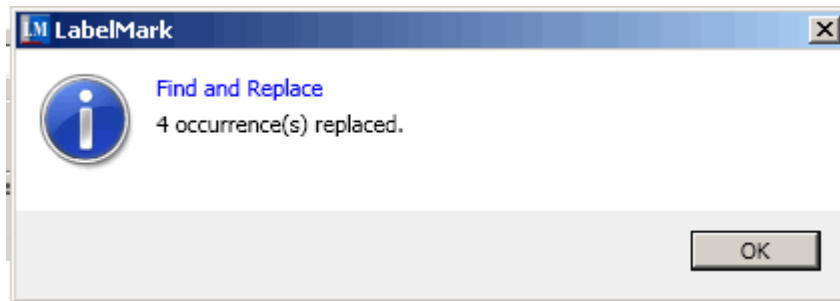 LM LabelMark
Find and Replace
4 occurrence(s) replaced.
OK